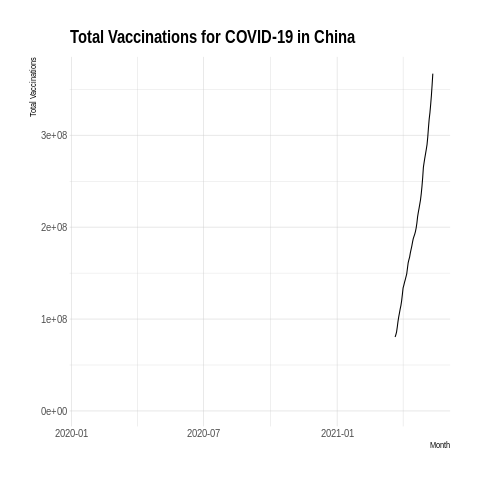 Total Vaccinations for COVID-19 in China
Total Vaccinations
3e+08
2e+08
1e+08
0e+00
2020-01 2020-07 2021-01
Month